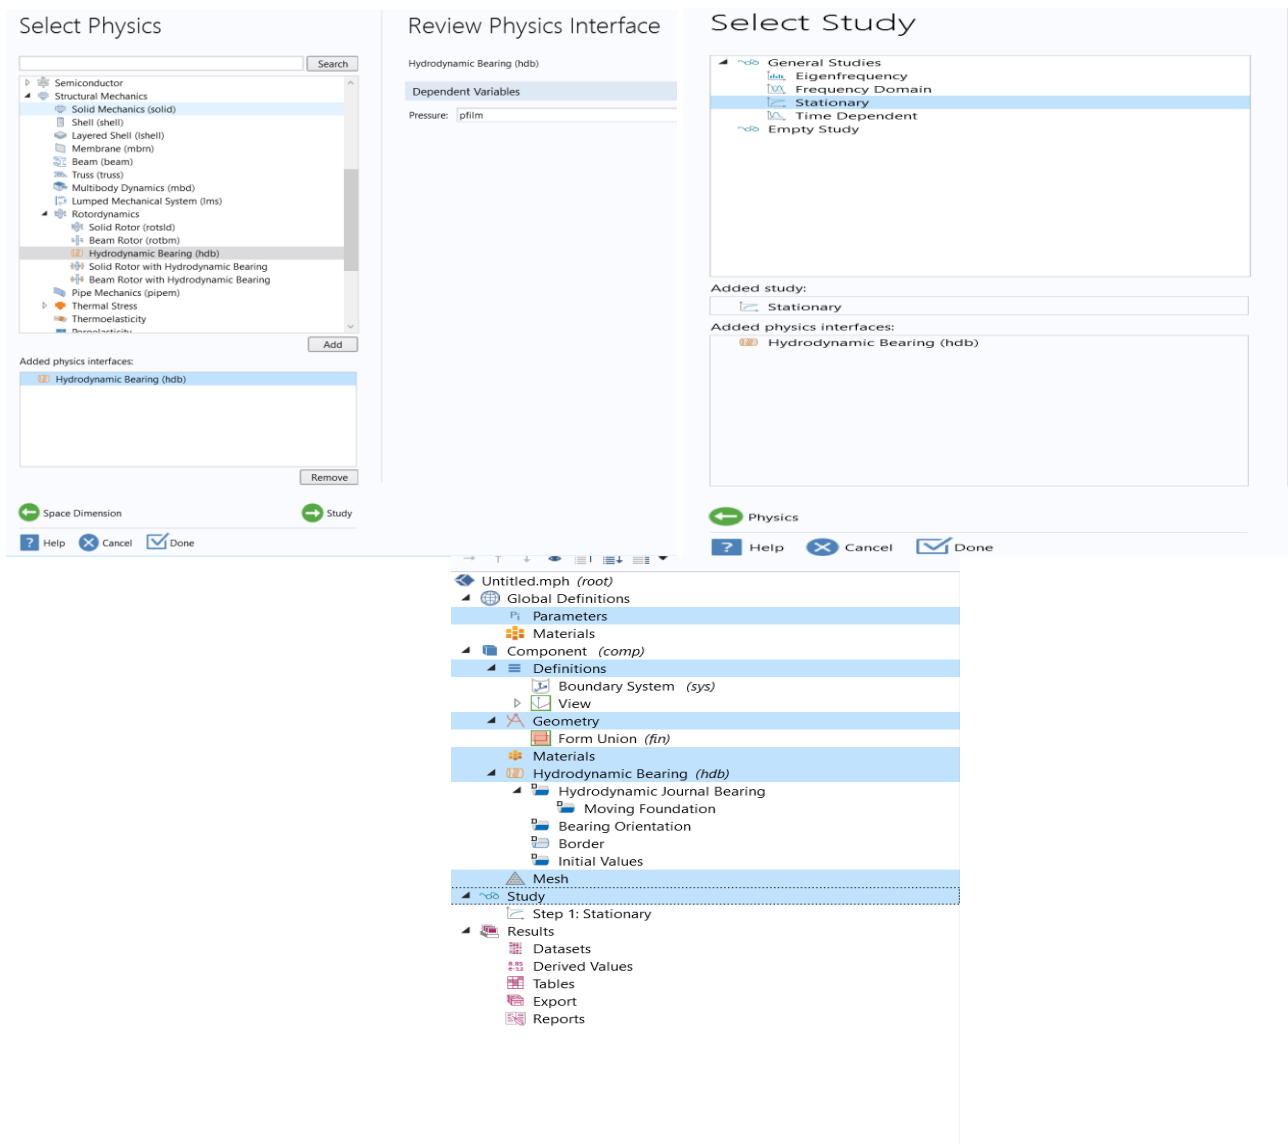 Select Physics
Search
Semiconductor
Structural Mechanics
Solid Mechanics (solid)
Shell (shell)
Layered Shell (lshell)
Membrane (mbrn)
Beam (beam)
Truss (truss)
Multibody Dynamics (mbd)
Lumped Mechanical System (lms)
Rotordynamics
Solid Rotor (rotsld)
Beam Rotor (rotbm)
Hydrodynamic Bearing (hdb)
Solid Rotor with Hydrodynamic Bearing
Beam Rotor with Hydrodynamic Bearing
Pipe Mechanics (pipem)
Thermal Stress
Thermoelasticity
Poroelasticity
Add
Added physics interfaces:
Hydrodynamic Bearing (hdb)
Remove
Space Dimension
Study
Help
Cancel
Done
Review Physics Interface
Hydrodynamic Bearing (hdb)
Dependent Variables
Pressure: pfilm
Select Study
General Studies
Eigenfrequency
Frequency Domain
Stationary
Time Dependent
Empty Study
Added study:
Stationary
Added physics interfaces:
Hydrodynamic Bearing (hdb)
Physics
Help
Cancel
Done
Untitled.mph (root)
Global Definitions
Pi Parameters
Materials
Component (comp)
Definitions
Boundary System (sys)
View
Geometry
Form Union (fin)
Materials
Hydrodynamic Bearing (hdb)
Hydrodynamic Journal Bearing
Moving Foundation
Bearing Orientation
Border
Initial Values
Mesh
Study
Step 1: Stationary
Results
Datasets
8.85
e-12
Derived Values
Tables
Export
Reports